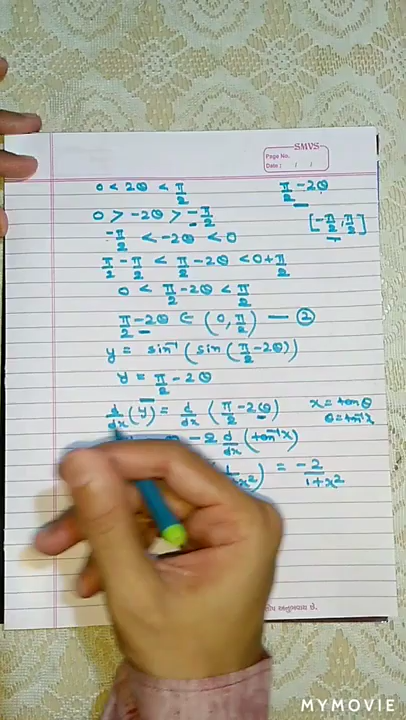 SMVS
Page No.
Date : / /
0 < 2θ < π/2
π/2 - 2θ
0 > -2θ > -π/2
[-π/2, π/2]
-π/2 < -2θ < 0
π/2 - π/2 < π/2 - 2θ < 0 + π/2
0 < π/2 - 2θ < π/2
π/2 - 2θ ∈ (0, π/2) — ②
y = sin⁻¹(sin(π/2 - 2θ))
y = π/2 - 2θ
d/dx (y) = d/dx (π/2 - 2θ)
x = tanθ
θ = tan⁻¹x
- 2 d/dx (tan⁻¹x)
= -2/(1+x²)
MYMOVIE